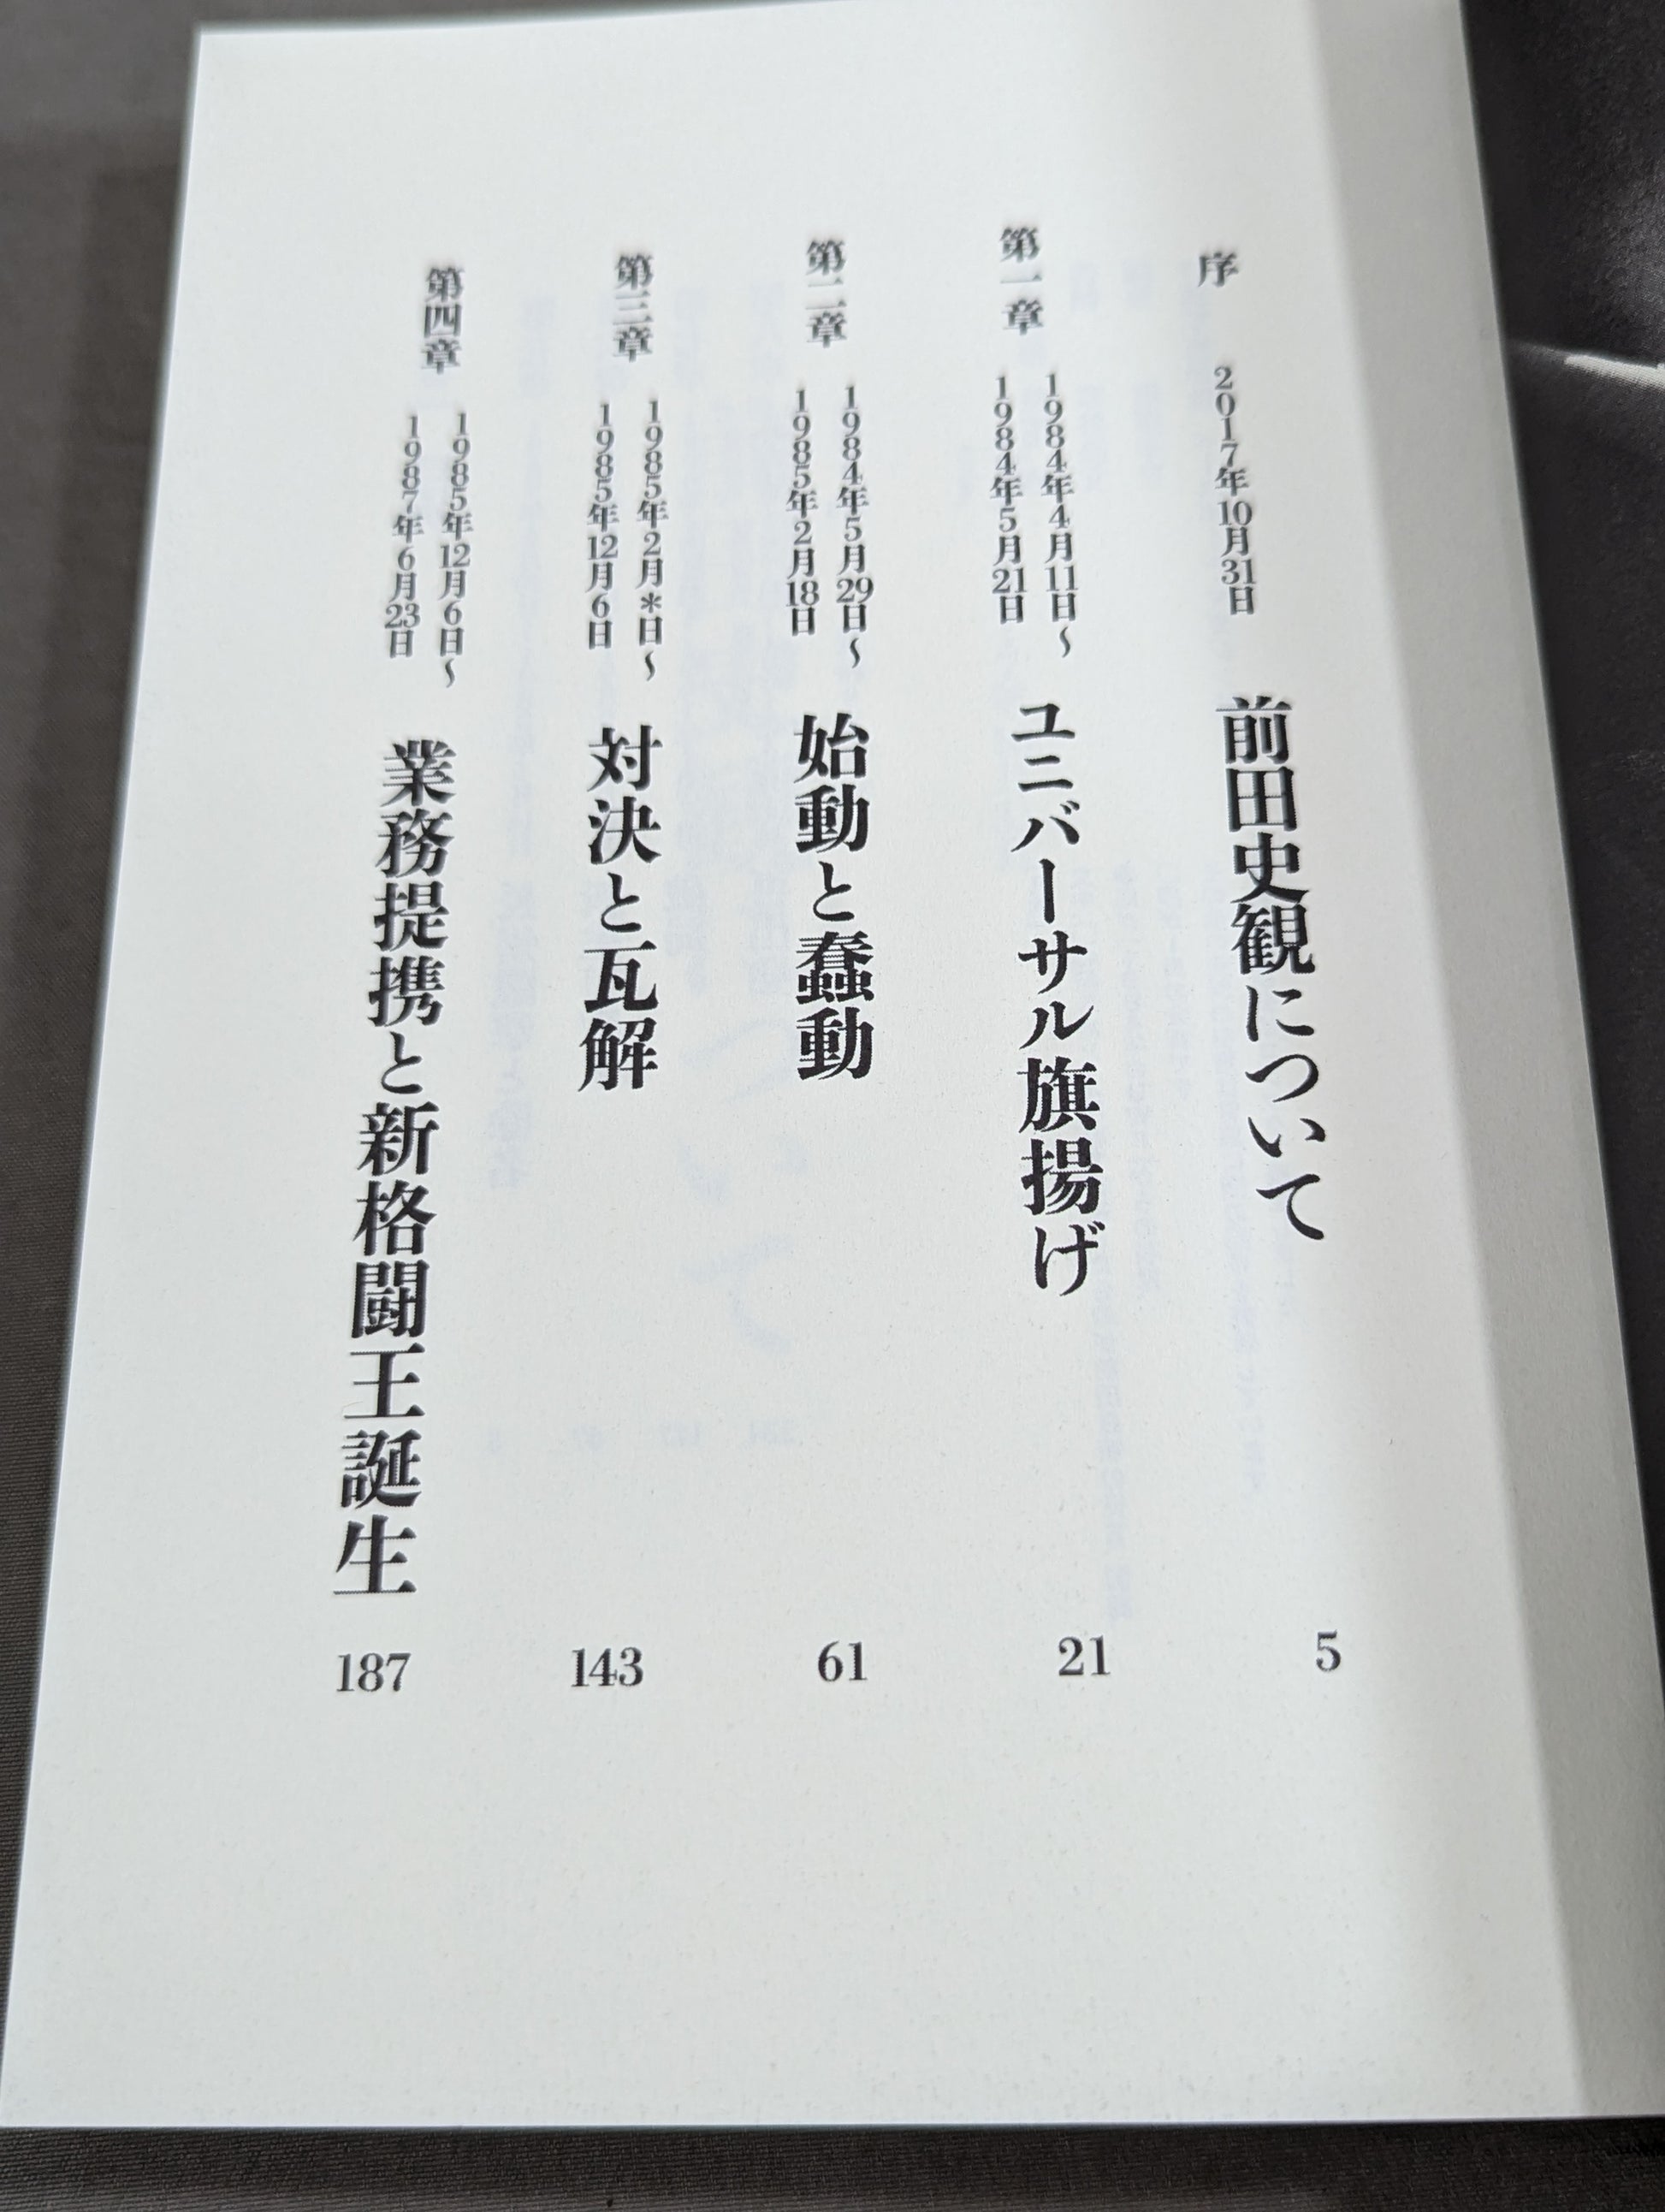 序 2017年10月31日 前田史観について 5
第一章 1984年4月11日～
1984年5月21日 ユニバーサル旗揚げ 21
第二章 1984年5月29日～
1985年2月18日 始動と蠢動 61
第三章 1985年2月＊日～
1985年12月6日 対決と瓦解 143
第四章 1985年12月6日～
1987年6月23日 業務提携と新格闘王誕生 187